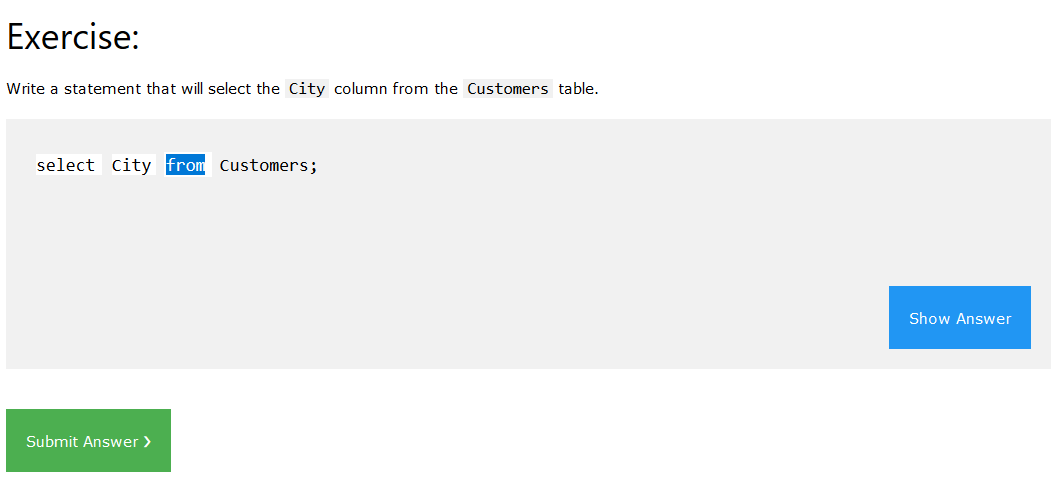 Exercise:
Write a statement that will select the City column from the Customers table.
select City from Customers;
Show Answer
Submit Answer ❯